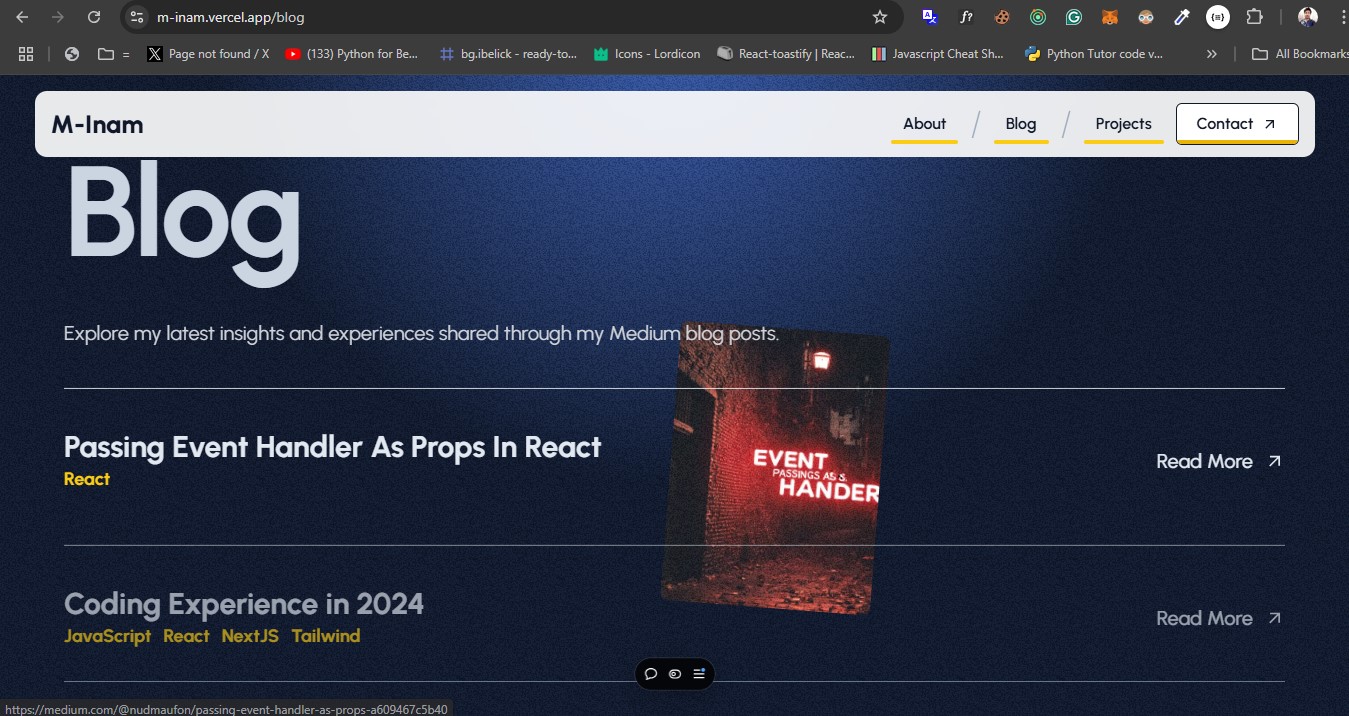 m-inam.vercel.app/blog
=
Page not found / X
(133) Python for Be...
bg.ibelick - ready-to...
Icons - Lordicon
React-toastify | Reac...
Javascript Cheat Sh...
Python Tutor code v...
»
All Bookmarks
M-Inam
About / Blog / Projects
Contact
Blog
Explore my latest insights and experiences shared through my Medium blog posts.
Passing Event Handler As Props In React
React
Read More
EVENT
PASSINGS AS S.
HANDER
Coding Experience in 2024
JavaScript React NextJS Tailwind
Read More
https://medium.com/@nudmaufon/passing-event-handler-as-props-a609467c5b40